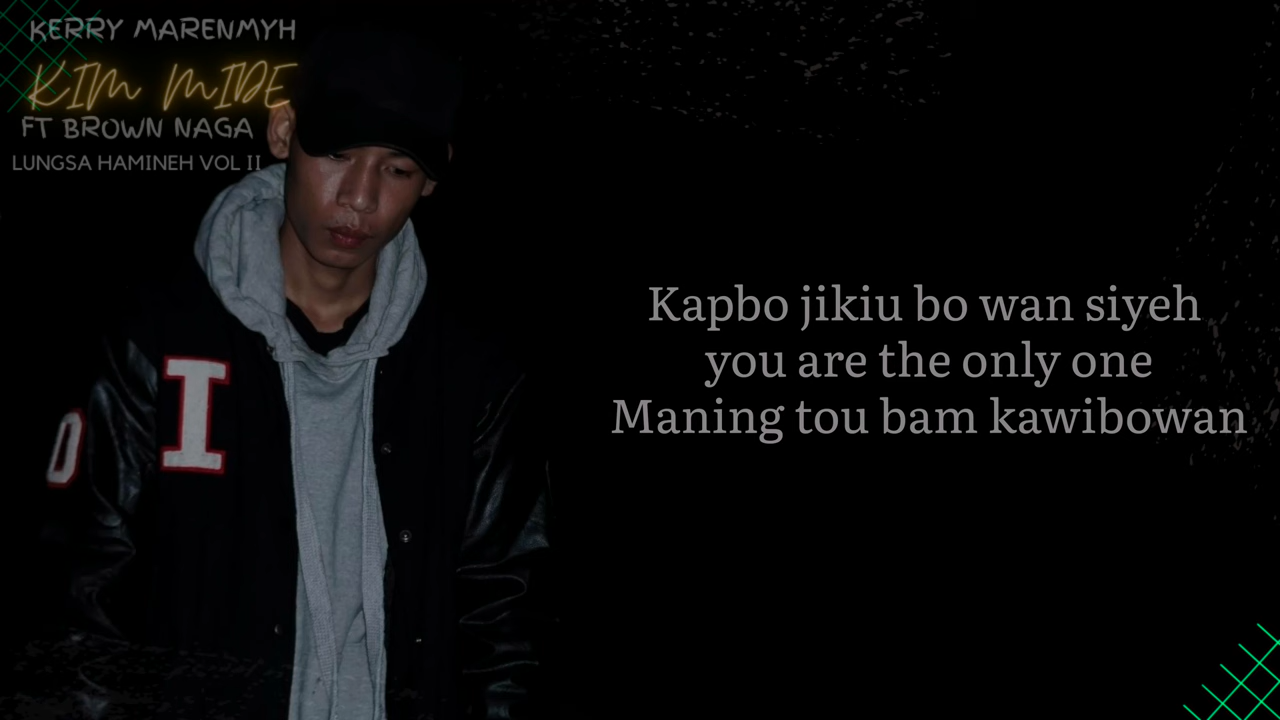 KERRY MARENMYH
KIM MIDE
FT BROWN NAGA
LUNGSA HAMINEH VOL II
I
Kapbo jikiu bo wan siyeh
you are the only one
Maning tou bam kawibowan